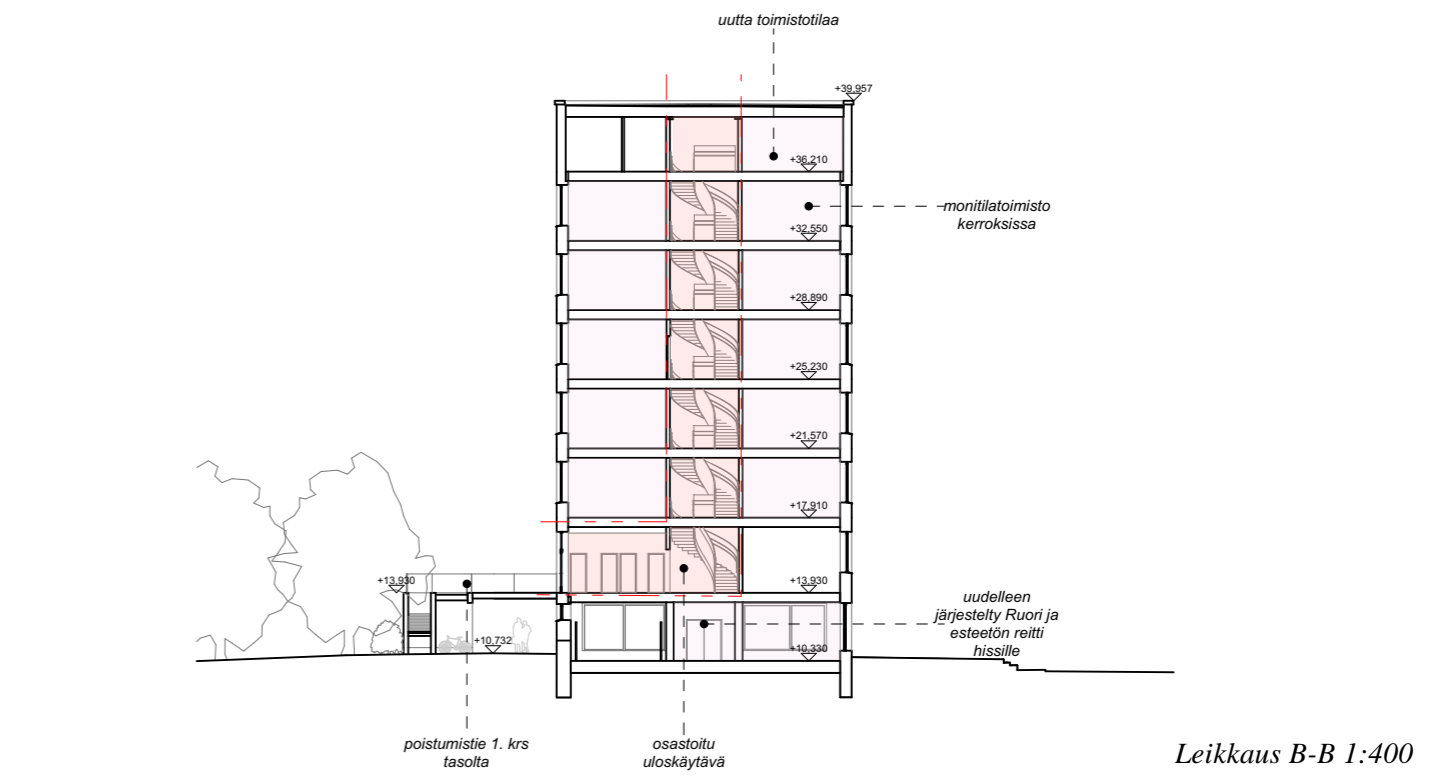 uutta toimistotilaa
+39,957
+36,210
monitilatoimisto
kerroksissa
+32,550
+28,890
+25,230
+21,570
+17,910
+13,930
+13,930
uudelleen
järjestelty Ruori ja
esteetön reitti
hissille
+10,732
+10,330
poistumistie 1. krs
tasolta
osastoitu
uloskäytävä
Leikkaus B-B 1:400